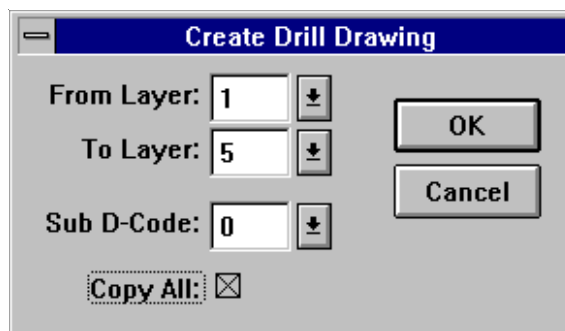 Create Drill Drawing
From Layer: 1
To Layer: 5
Sub D-Code: 0
Copy All:
OK
Cancel